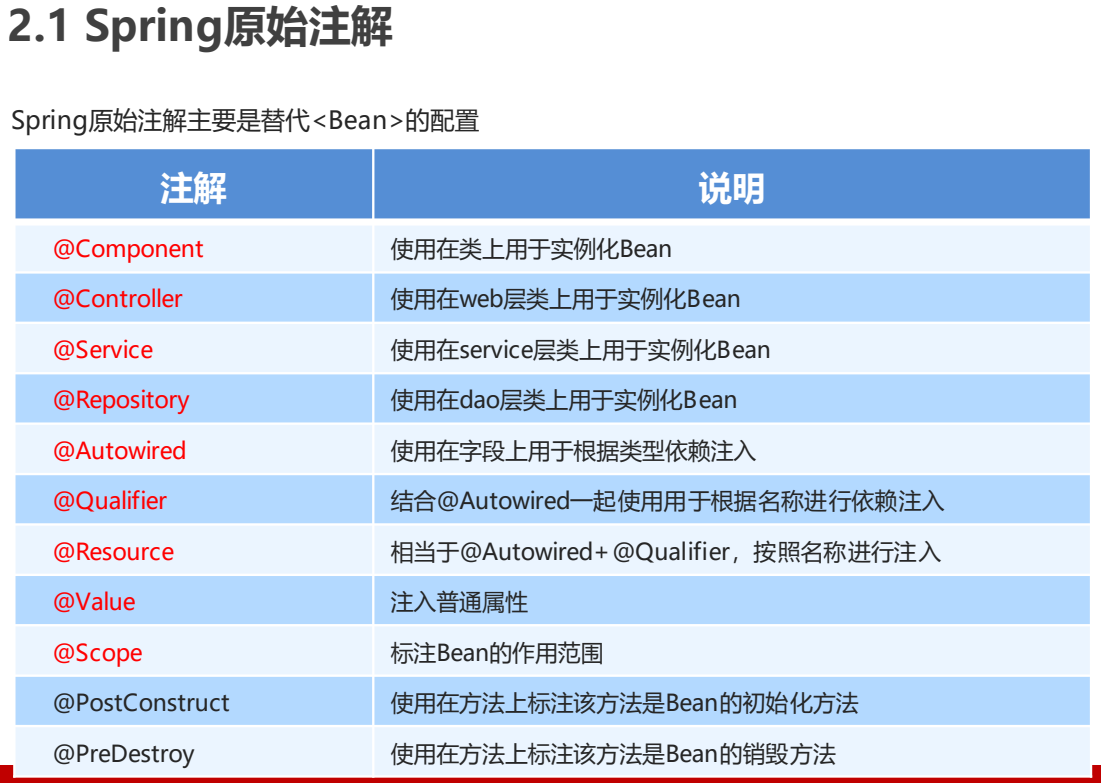 2.1 Spring原始注解
Spring原始注解主要是替代<Bean>的配置
注解 说明
@Component 使用在类上用于实例化Bean
@Controller 使用在web层类上用于实例化Bean
@Service 使用在service层类上用于实例化Bean
@Repository 使用在dao层类上用于实例化Bean
@Autowired 使用在字段上用于根据类型依赖注入
@Qualifier 结合@Autowired一起使用用于根据名称进行依赖注入
@Resource 相当于@Autowired+@Qualifier，按照名称进行注入
@Value 注入普通属性
@Scope 标注Bean的作用范围
@PostConstruct 使用在方法上标注该方法是Bean的初始化方法
@PreDestroy 使用在方法上标注该方法是Bean的销毁方法